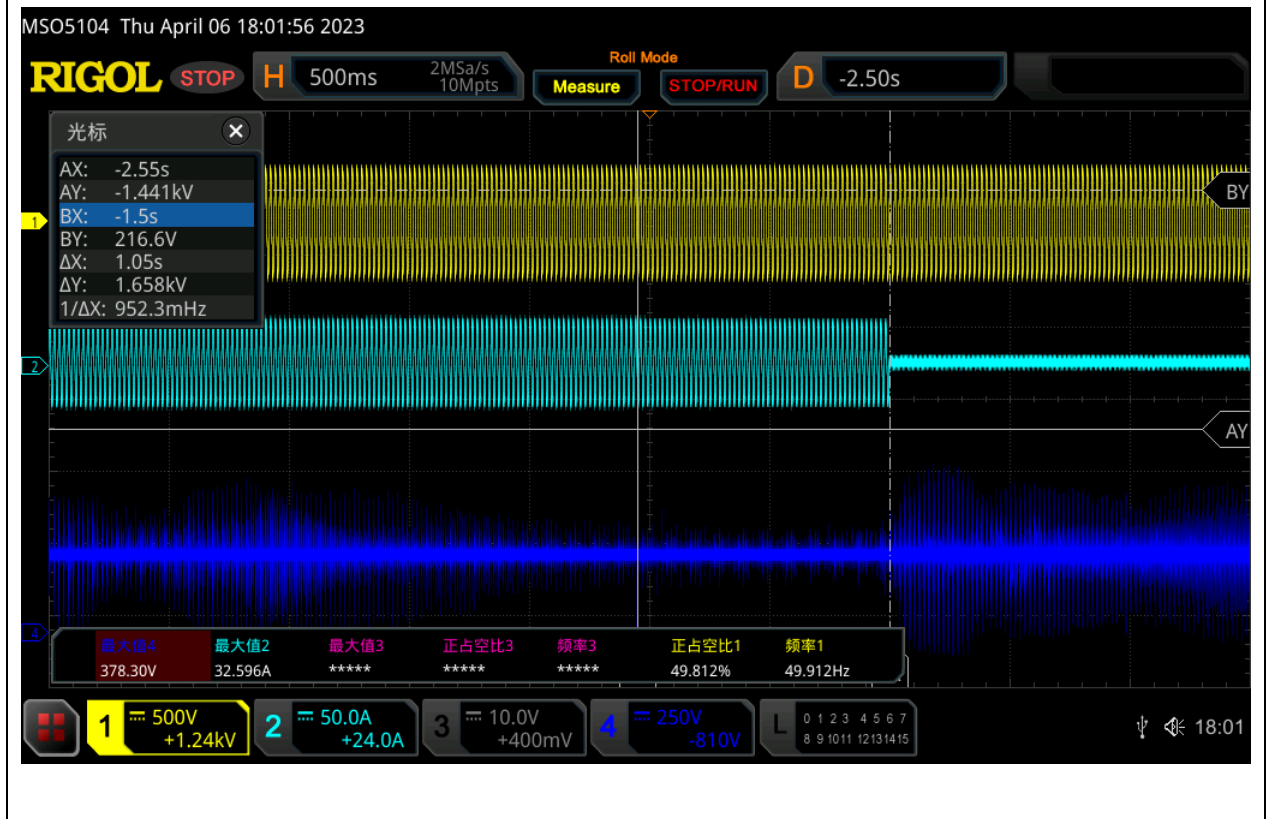 MSO5104 Thu April 06 18:01:56 2023
RIGOL STOP H 500ms 2MSa/s 10Mpts Roll Mode Measure STOP/RUN D -2.50s
光标
AX: -2.55s
AY: -1.441kV
BX: -1.5s
BY: 216.6V
ΔX: 1.05s
ΔY: 1.658kV
1/ΔX: 952.3mHz
BY
1
2
AY
4
最大值4 最大值2 最大值3 正占空比3 频率3 正占空比1 频率1
378.30V 32.596A ***** ***** ***** 49.812% 49.912Hz
1 500V +1.24kV 2 50.0A +24.0A 3 10.0V +400mV 4 250V -810V L 0 1 2 3 4 5 6 7 8 9 10 11 12 13 14 15 18:01